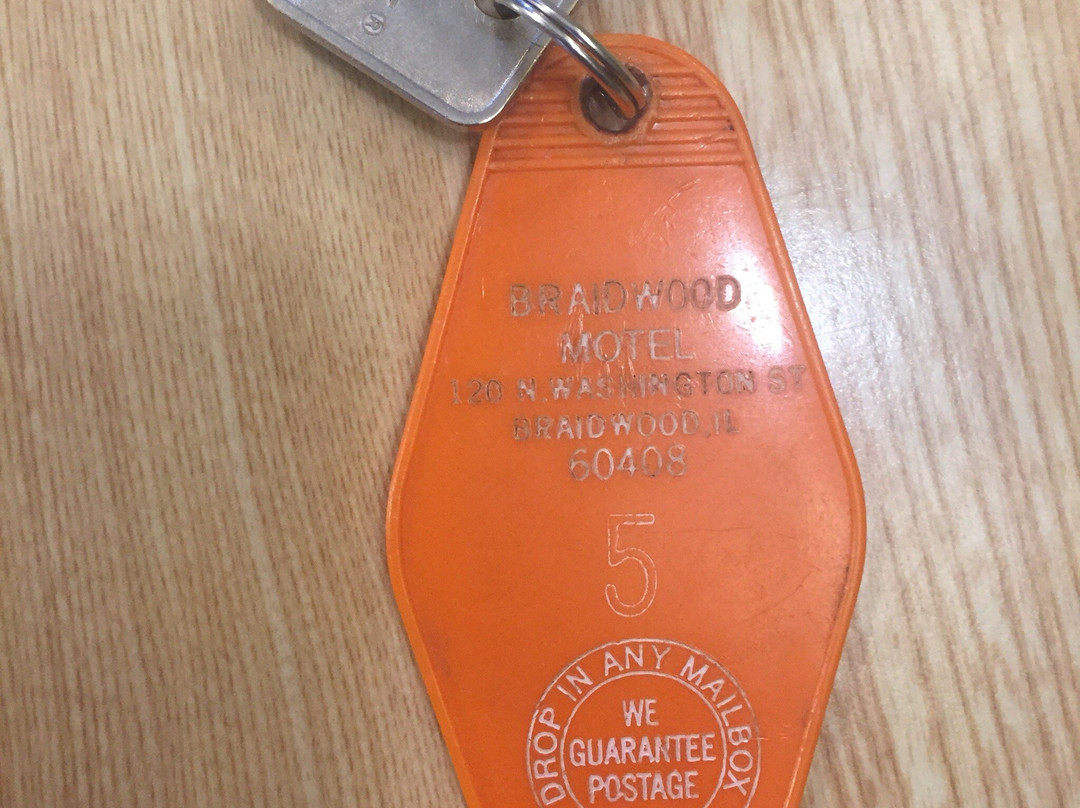 ®
BRAIDWOOD
MOTEL
120 N. WASHINGTON ST
BRAIDWOOD, IL
60408
5
DROP IN ANY MAILBOX
WE
GUARANTEE
POSTAGE